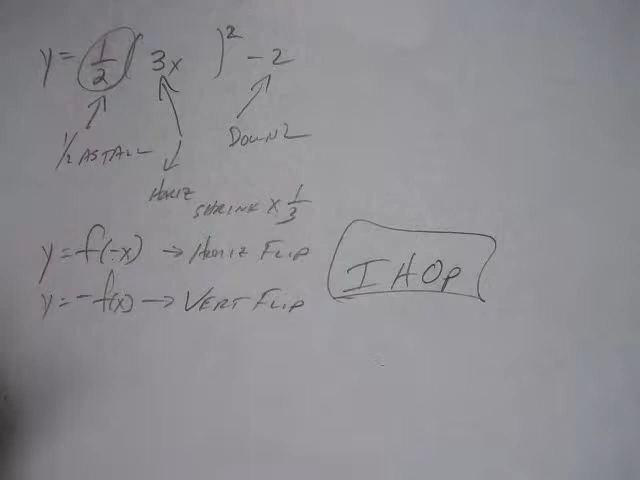 y = 1/2 ( 3x )² - 2
1/2 AS TALL
DOWN 2
HORIZ
SHRINK x 1/3
y = f(-x) → HORIZ FLIP
y = -f(x) → VERT FLIP
I HOP